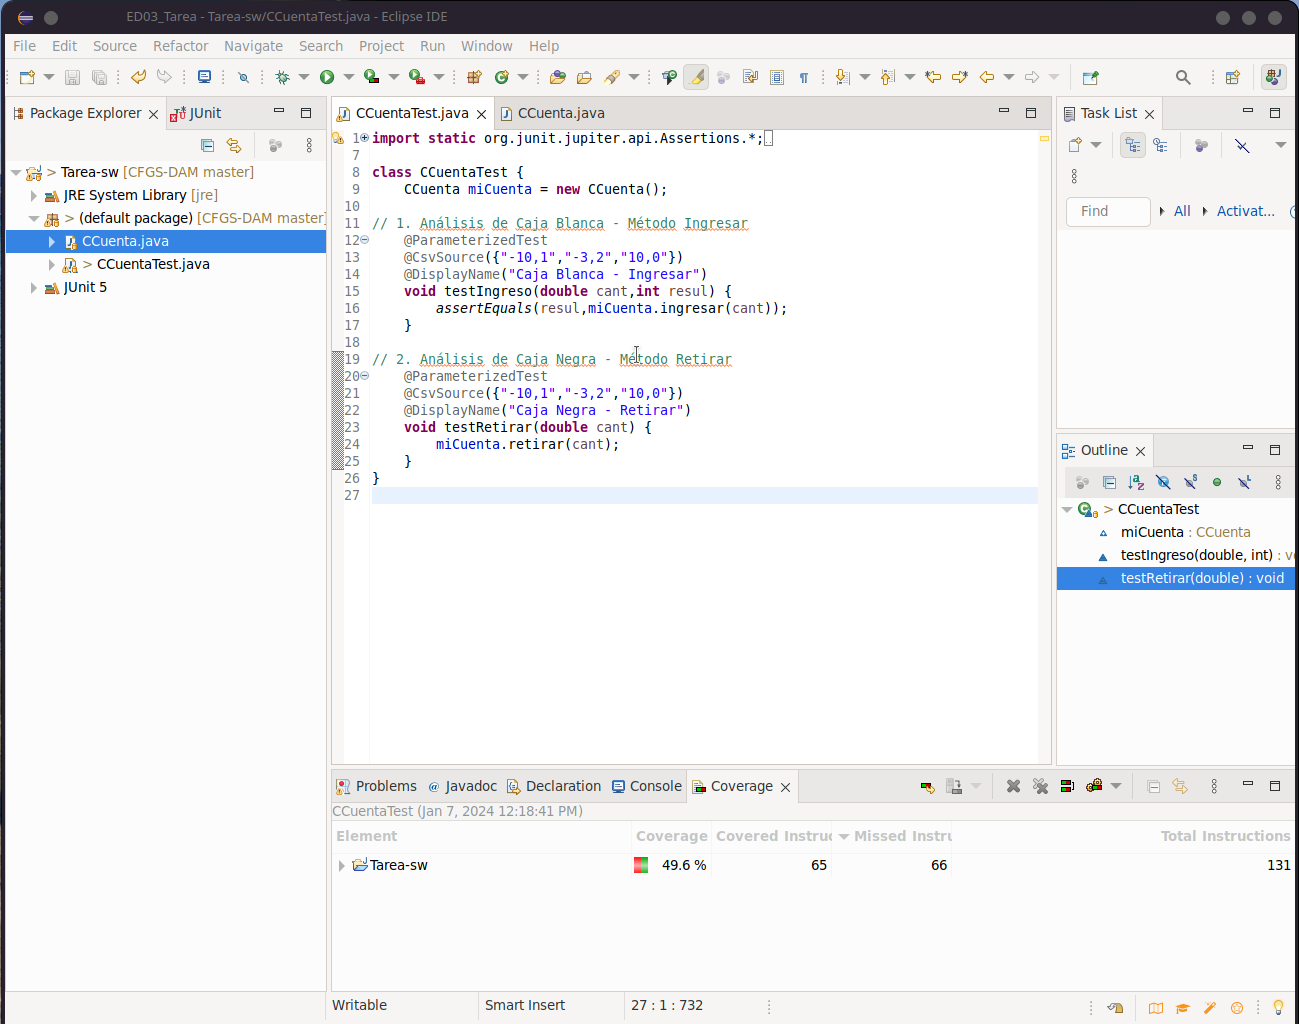 ED03_Tarea - Tarea-sw/CCuentaTest.java - Eclipse IDE
File Edit Source Refactor Navigate Search Project Run Window Help
Package Explorer
JUnit
> Tarea-sw [CFGS-DAM master]
JRE System Library [jre]
> (default package) [CFGS-DAM master]
CCuenta.java
> CCuentaTest.java
JUnit 5
CCuentaTest.java
CCuenta.java
1 import static org.junit.jupiter.api.Assertions.*;
7
8 class CCuentaTest {
9 CCuenta miCuenta = new CCuenta();
10
11 // 1. Análisis de Caja Blanca - Método Ingresar
12 @ParameterizedTest
13 @CsvSource({"-10,1","-3,2","10,0"})
14 @DisplayName("Caja Blanca - Ingresar")
15 void testIngreso(double cant,int resul) {
16 assertEquals(resul,miCuenta.ingresar(cant));
17 }
18
19 // 2. Análisis de Caja Negra - Método Retirar
20 @ParameterizedTest
21 @CsvSource({"-10,1","-3,2","10,0"})
22 @DisplayName("Caja Negra - Retirar")
23 void testRetirar(double cant) {
24 miCuenta.retirar(cant);
25 }
26 }
27
Task List
Find
All
Activat...
Outline
> CCuentaTest
miCuenta : CCuenta
testIngreso(double, int) : v
testRetirar(double) : void
Problems
@ Javadoc
Declaration
Console
Coverage
CCuentaTest (Jan 7, 2024 12:18:41 PM)
Element Coverage Covered Instruc Missed Instru Total Instructions
Tarea-sw 49.6 % 65 66 131
Writable Smart Insert 27 : 1 : 732